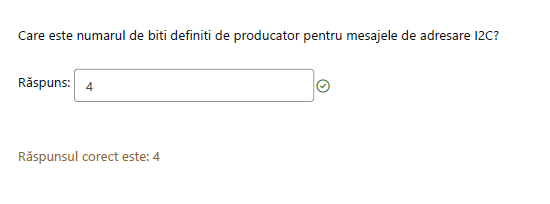 Care este numarul de biti definiti de producator pentru mesajele de adresare I2C?
Răspuns: 4
Răspunsul corect este: 4